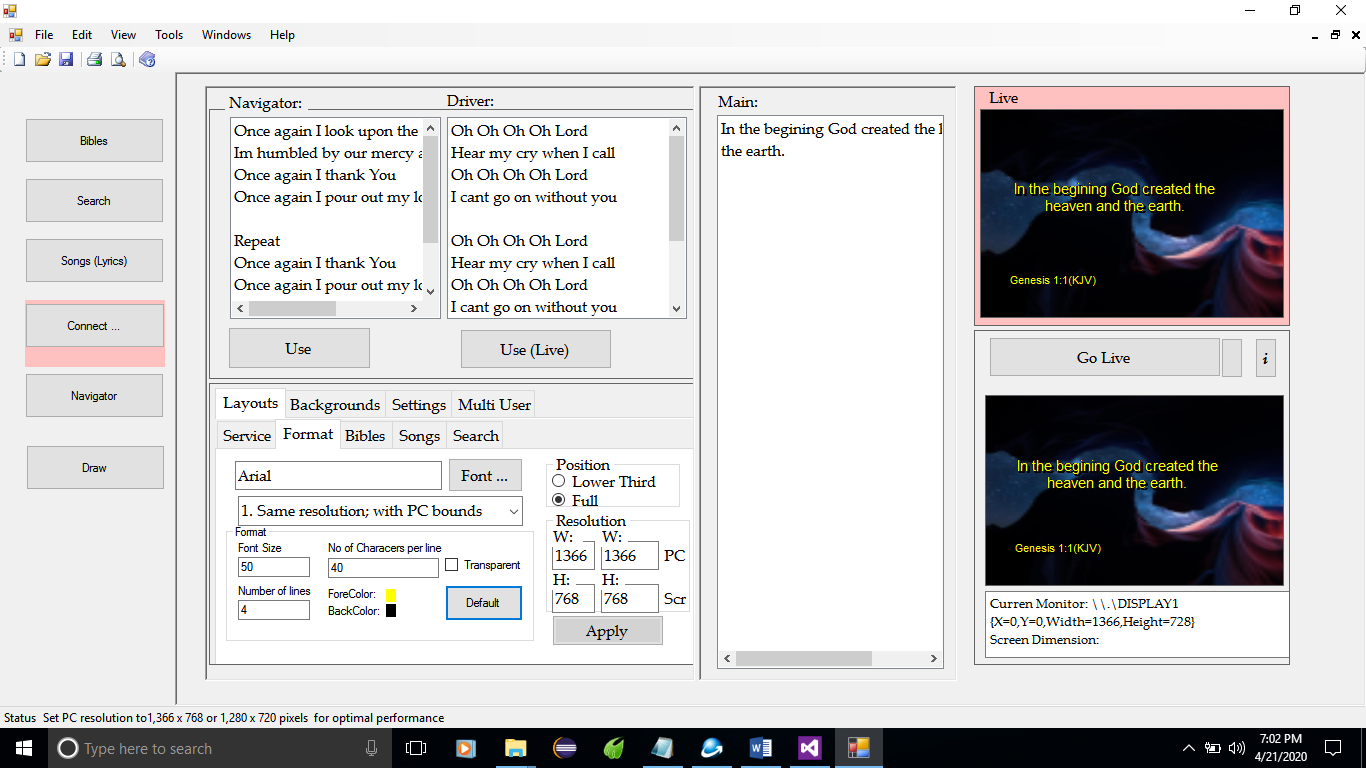 File Edit View Tools Windows Help
Bibles
Search
Songs (Lyrics)
Connect ...
Navigator
Draw
Navigator:
Once again I look upon the
Im humbled by our mercy a
Once again I thank You
Once again I pour out my lo
Repeat
Once again I thank You
Once again I pour out my lo
Use
Driver:
Oh Oh Oh Oh Lord
Hear my cry when I call
Oh Oh Oh Oh Lord
I cant go on without you
Oh Oh Oh Oh Lord
Hear my cry when I call
Oh Oh Oh Oh Lord
I cant go on without you
Use (Live)
Layouts Backgrounds Settings Multi User
Service Format Bibles Songs Search
Arial
Font ...
1. Same resolution; with PC bounds
Format
Font Size
50
No of Characers per line
40
Transparent
Number of lines
4
ForeColor:
BackColor:
Default
Position
Lower Third
Full
Resolution
W: W:
1366 1366 PC
H: H:
768 768 Scr
Apply
Main:
In the begining God created the
the earth.
Live
In the begining God created the
heaven and the earth.
Genesis 1:1(KJV)
Go Live
i
In the begining God created the
heaven and the earth.
Genesis 1:1(KJV)
Curren Monitor: \\.\DISPLAY1
{X=0,Y=0,Width=1366,Height=728}
Screen Dimension:
Status Set PC resolution to1,366 x 768 or 1,280 x 720 pixels for optimal performance
Type here to search
7:02 PM
4/21/2020